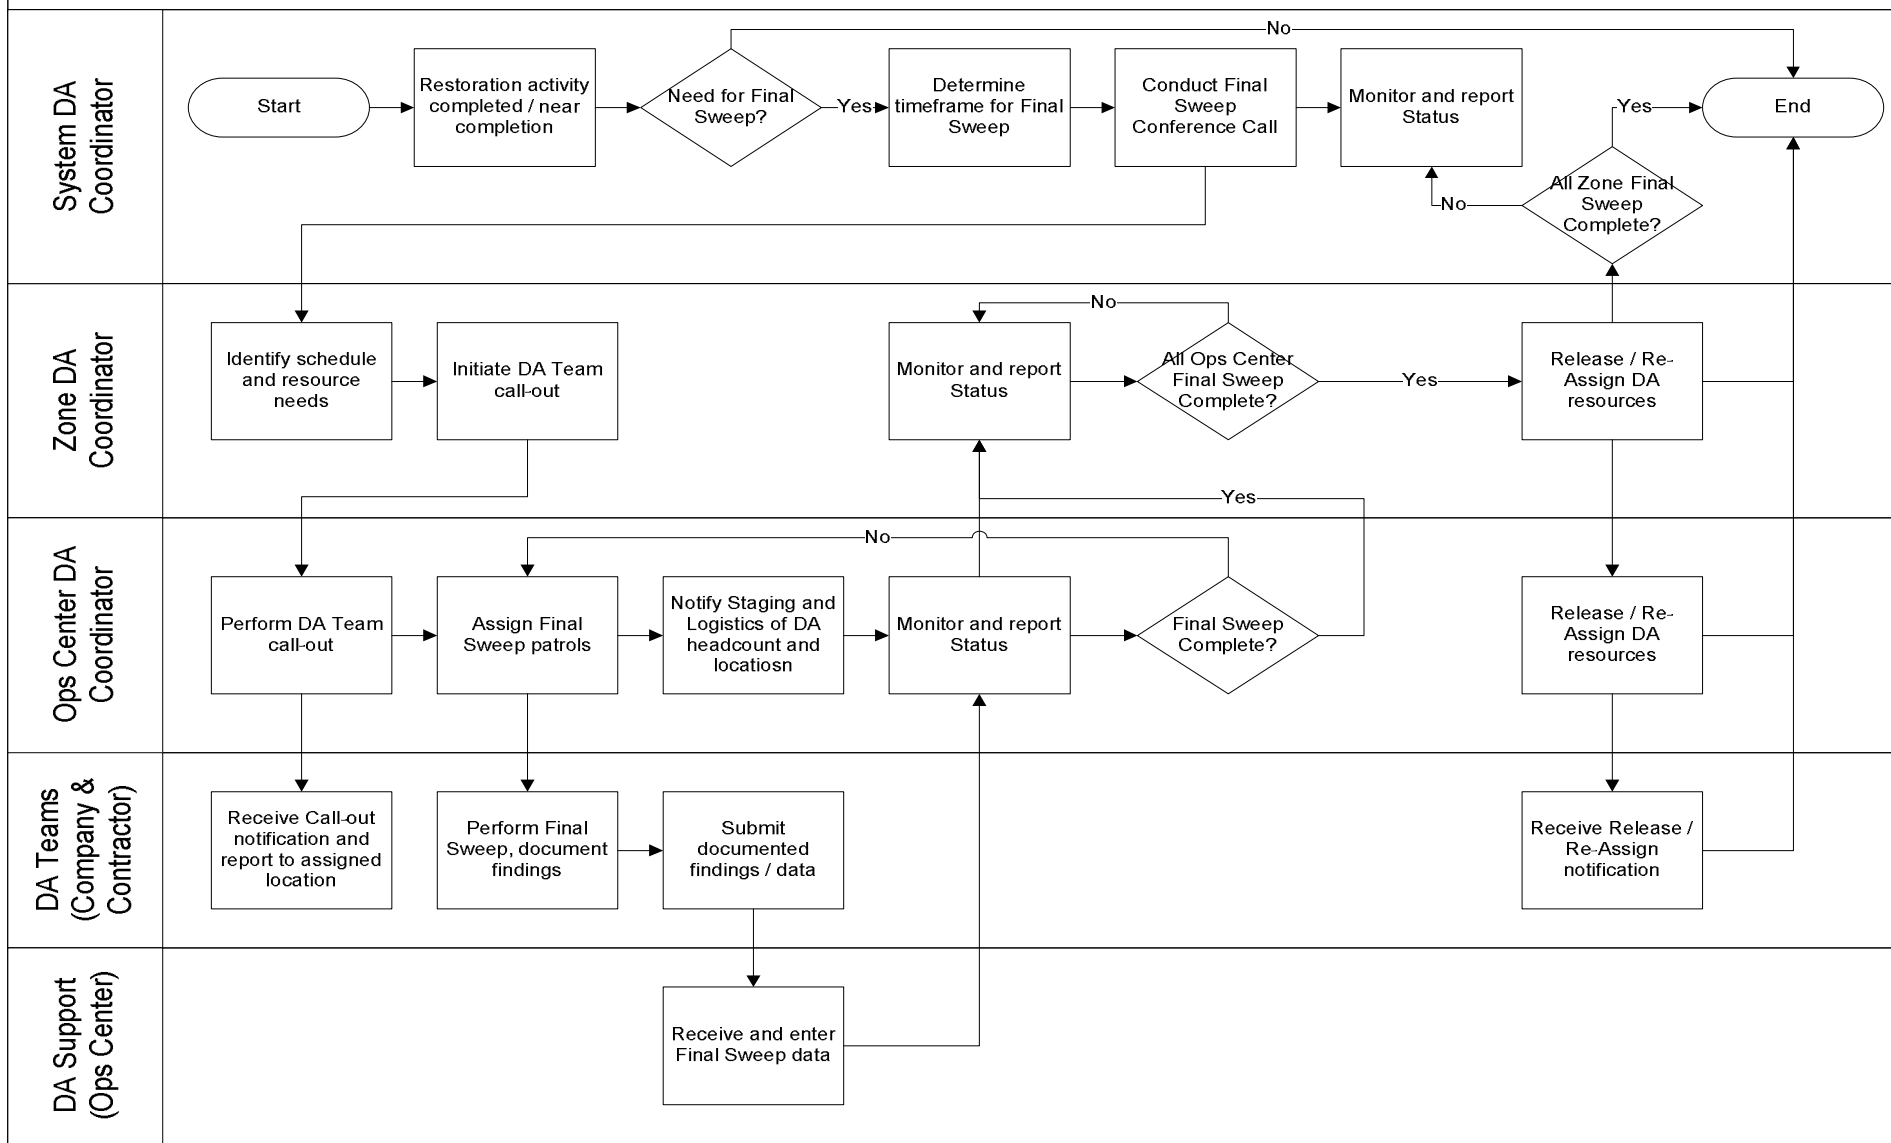 System DA
Coordinator
Start
Restoration activity
completed / near
completion
Need for Final
Sweep?
No
Yes
Determine
timeframe for Final
Sweep
Conduct Final
Sweep
Conference Call
Monitor and report
Status
No
All Zone Final
Sweep
Complete?
Yes
End
Zone DA
Coordinator
Identify schedule
and resource
needs
Initiate DA Team
call-out
Monitor and report
Status
No
All Ops Center
Final Sweep
Complete?
Yes
Release / Re-
Assign DA
resources
Yes
Ops Center DA
Coordinator
No
Perform DA Team
call-out
Assign Final
Sweep patrols
Notify Staging and
Logistics of DA
headcount and
locatiosn
Monitor and report
Status
Final Sweep
Complete?
Release / Re-
Assign DA
resources
DA Teams
(Company &
Contractor)
Receive Call-out
notification and
report to assigned
location
Perform Final
Sweep, document
findings
Submit
documented
findings / data
Receive Release /
Re-Assign
notification
DA Support
(Ops Center)
Receive and enter
Final Sweep data